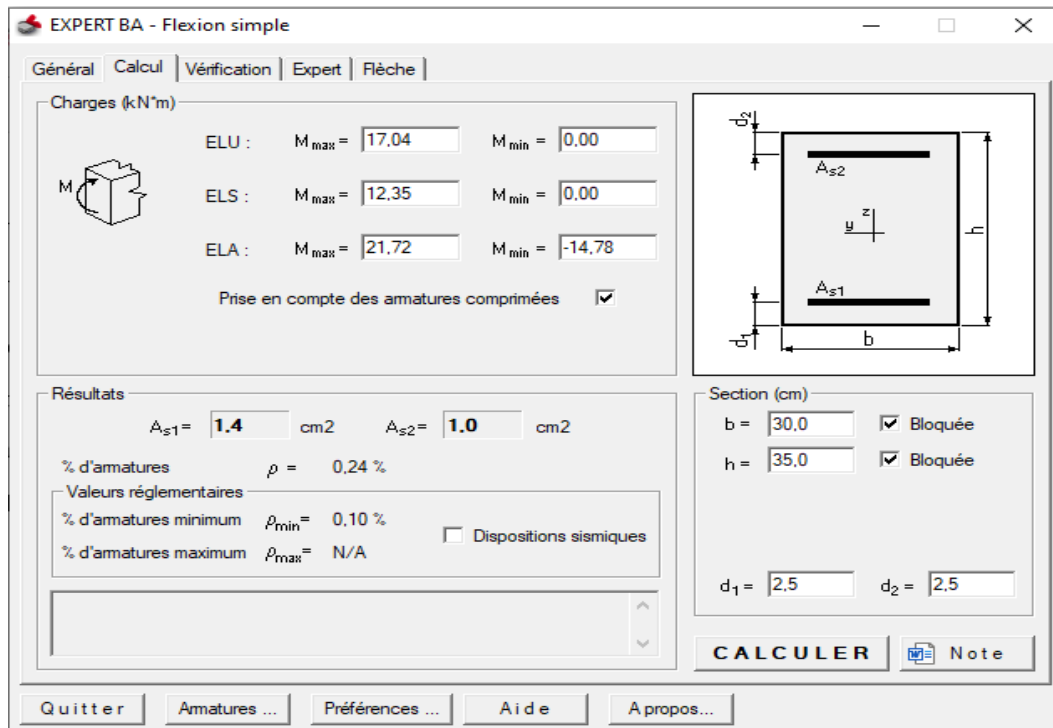 EXPERT BA - Flexion simple
Général Calcul Vérification Expert Flèche
Charges (kN*m)
M
ELU : M max = 17,04 M min = 0,00
ELS : M max = 12,35 M min = 0,00
ELA : M max = 21,72 M min = -14,78
Prise en compte des armatures comprimées
d2
As2
z
y
h
As1
d1
b
Résultats
As1= 1.4 cm2 As2= 1.0 cm2
% d'armatures ρ = 0,24 %
Valeurs réglementaires
% d'armatures minimum ρmin= 0,10 %
% d'armatures maximum ρmax= N/A
Dispositions sismiques
Section (cm)
b = 30,0 Bloquée
h = 35,0 Bloquée
d1 = 2,5 d2 = 2,5
CALCULER Note
Quitter Armatures ... Préférences ... Aide A propos...